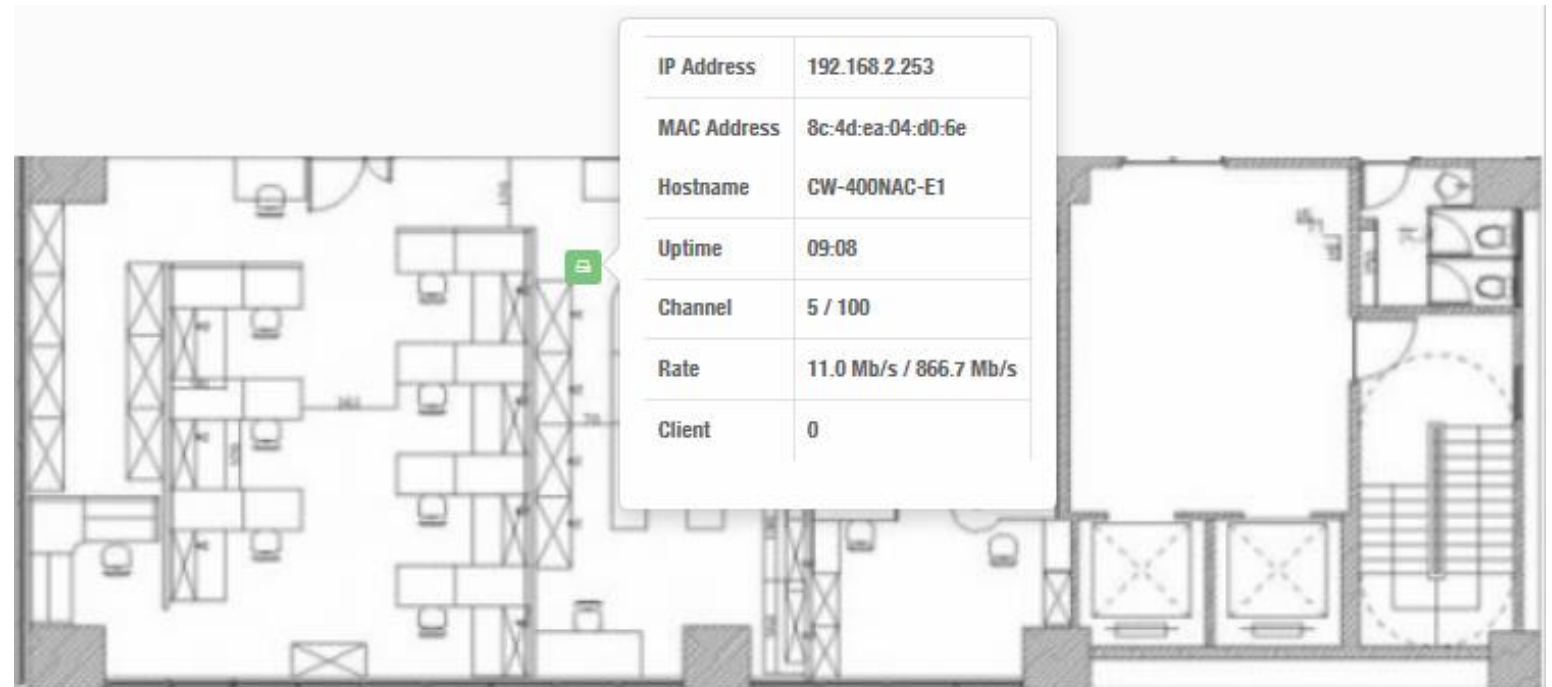 IP Address 192.168.2.253
MAC Address 8c:4d:ea:04:d0:6e
Hostname CW-400NAC-E1
Uptime 09:08
Channel 5 / 100
Rate 11.0 Mb/s / 866.7 Mb/s
Client 0